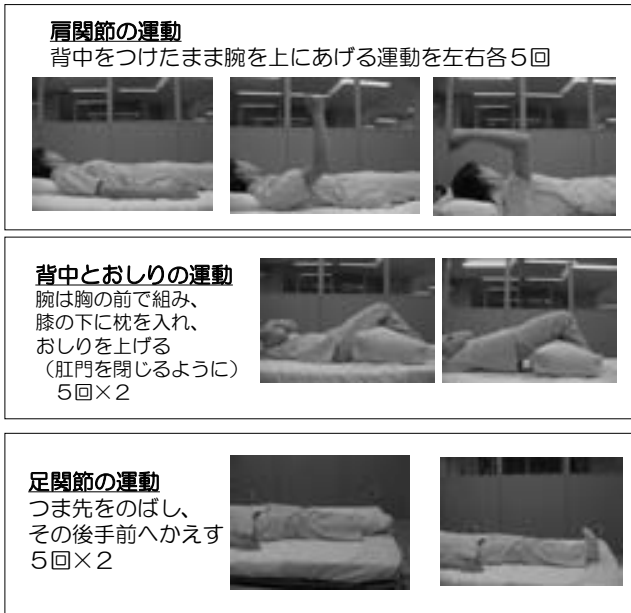 肩関節の運動
背中をつけたまま腕を上にあげる運動を左右各５回
背中とおしりの運動
腕は胸の前で組み、
膝の下に枕を入れ、
おしりを上げる
（肛門を閉じるように）
５回×２
足関節の運動
つま先をのばし、
その後手前へかえす
５回×２